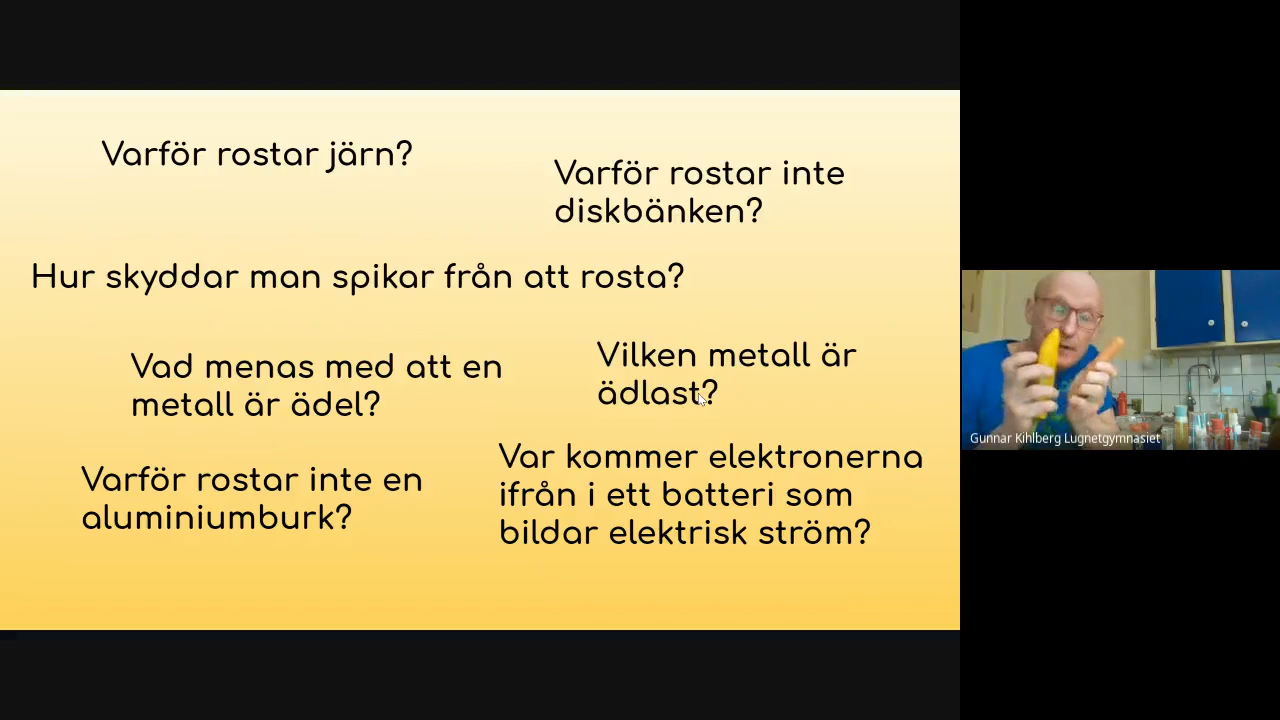 Varför rostar järn?
Varför rostar inte
diskbänken?
Hur skyddar man spikar från att rosta?
Vad menas med att en
metall är ädel?
Vilken metall är
ädlast?
Varför rostar inte en
aluminiumburk?
Var kommer elektronerna
ifrån i ett batteri som
bildar elektrisk ström?
Gunnar Kihlberg Lugnetgymnasiet